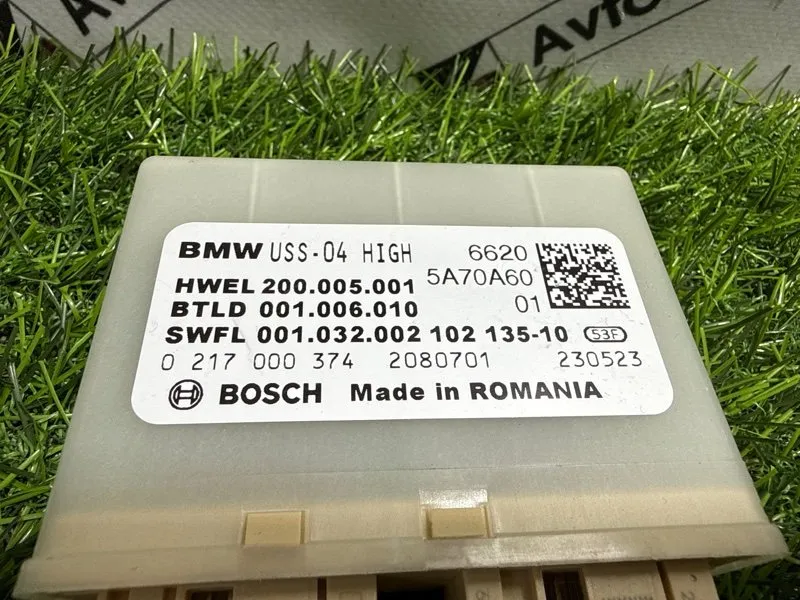 Avto
BMW USS-04 HIGH 6620
HWEL 200.005.001 5A70A60
BTLD 001.006.010 01
SWFL 001.032.002 102 135-10 53F
0 217 000 374 2080701 230523
BOSCH Made in ROMANIA